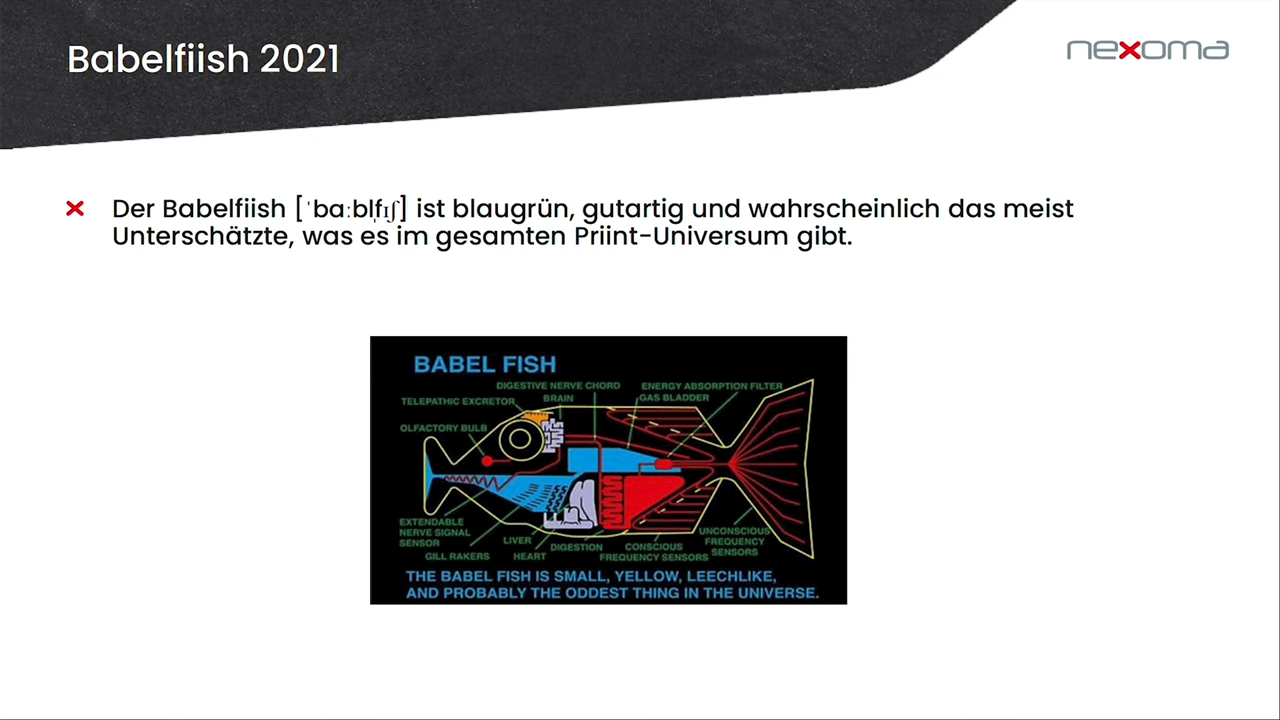 Babelfiish 2021
nexoma
Der Babelfiish [ˈbaːbl̩fɪʃ] ist blaugrün, gutartig und wahrscheinlich das meist
Unterschätzte, was es im gesamten Priint-Universum gibt.
BABEL FISH
DIGESTIVE NERVE CHORD
ENERGY ABSORPTION FILTER
TELEPATHIC EXCRETOR
BRAIN
GAS BLADDER
OLFACTORY BULB
EXTENDABLE
NERVE SIGNAL
SENSOR
GILL RAKERS
LIVER
HEART
DIGESTION
CONSCIOUS
FREQUENCY SENSORS
UNCONSCIOUS
FREQUENCY
SENSORS
THE BABEL FISH IS SMALL, YELLOW, LEECHLIKE,
AND PROBABLY THE ODDEST THING IN THE UNIVERSE.